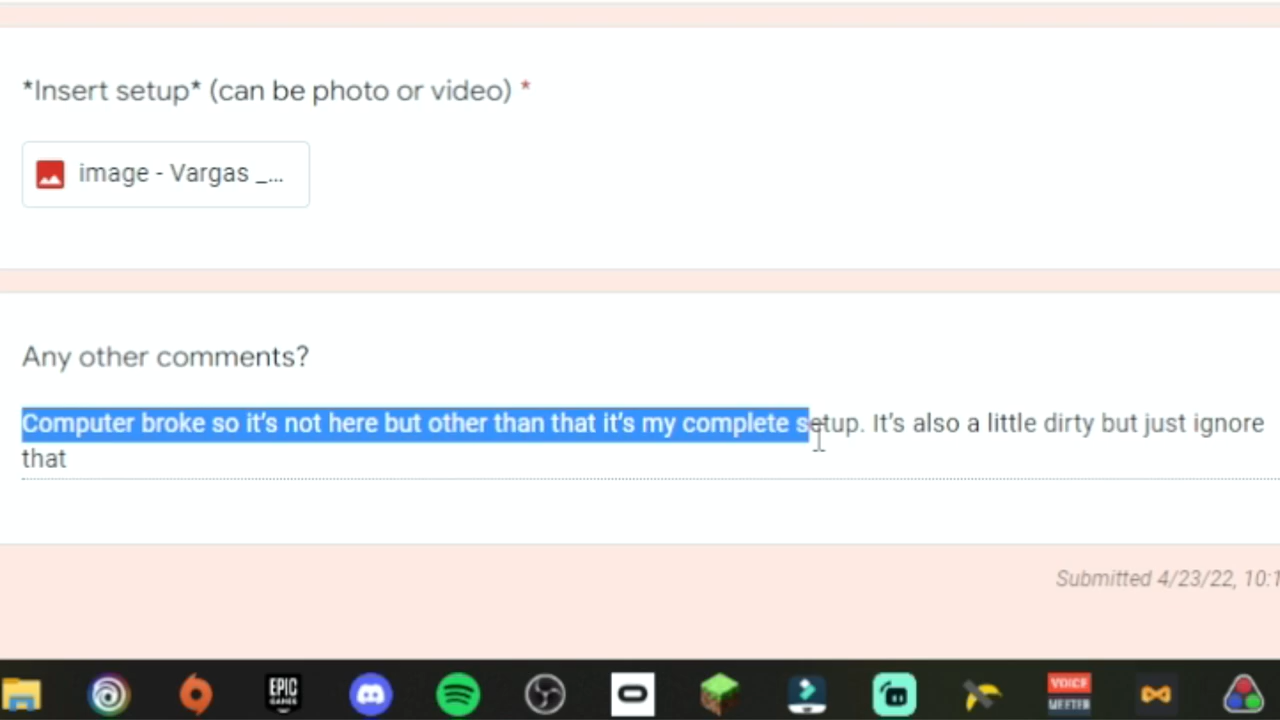 *Insert setup* (can be photo or video) *
image - Vargas _...
Any other comments?
Computer broke so it's not here but other than that it's my complete setup. It's also a little dirty but just ignore
that
Submitted 4/23/22, 10:1
EPIC
GAMES
VOICE
MEETER